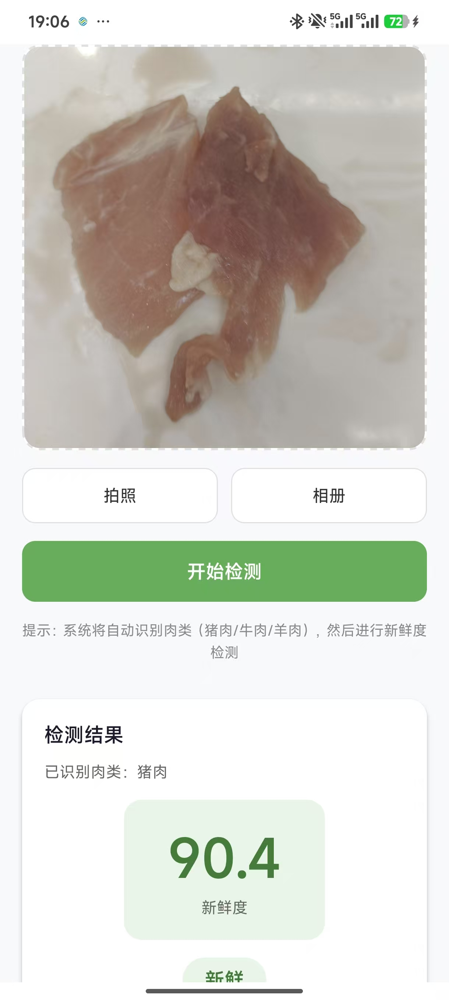 19:06
5G 5G 72
拍照
相册
开始检测
提示：系统将自动识别肉类（猪肉/牛肉/羊肉），然后进行新鲜度
检测
检测结果
已识别肉类：猪肉
90.4
新鲜度
新鲜